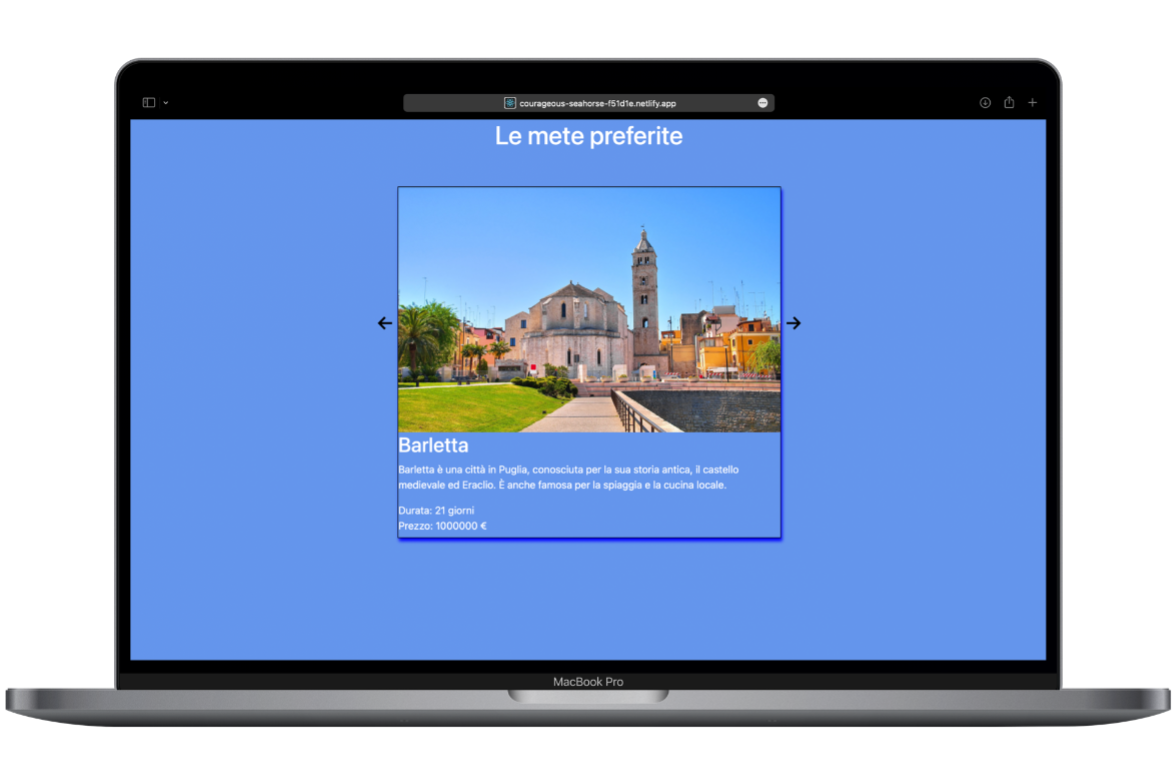 courageous-seahorse-f51d1e.netlify.app
Le mete preferite
Barletta
Barletta è una città in Puglia, conosciuta per la sua storia antica, il castello
medievale ed Eraclio. È anche famosa per la spiaggia e la cucina locale.
Durata: 21 giorni
Prezzo: 1000000 €
MacBook Pro